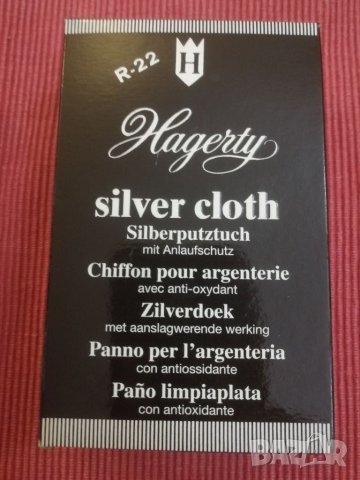 R-22
H
Hagerty
silver cloth
Silberputztuch
mit Anlaufschutz
Chiffon pour argenterie
avec anti-oxydant
Zilverdoek
met aanslagwerende werking
Panno per l'argenteria
con antiossidante
Paño limpiaplata
con antioxidante
BAZAR